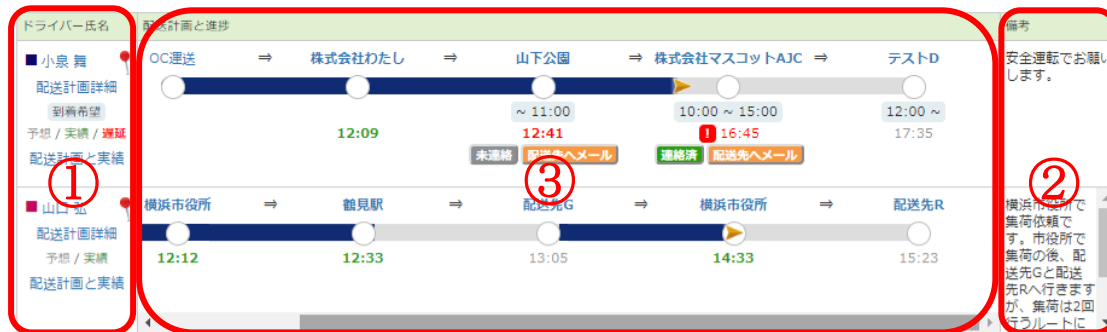 ドライバー氏名 配送計画と進捗 備考
小泉 舞 OC運送 ⇒ 株式会社わたし ⇒ 山下公園 ⇒ 株式会社マスコットAJC ⇒ テストD 安全運転でお願い
配送計画詳細 します。
到着希望 ~ 11:00 10:00 ~ 15:00 12:00 ~
予想 / 実績 / 遅延 12:09 12:41 ! 16:45 17:35
配送計画と実績 未連絡 配送先へメール 連絡済 配送先へメール
① ③ ②
山口 弘 横浜市役所 ⇒ 鶴見駅 ⇒ 配送先G ⇒ 横浜市役所 ⇒ 配送先R 横浜市役所で
配送計画詳細 集荷依頼で
す。市役所で
予想 / 実績 12:12 12:33 13:05 14:33 15:23 集荷の後、配
配送計画と実績 送先Gと配送
先Rへ行きます
が、集荷は2回
行うルートに